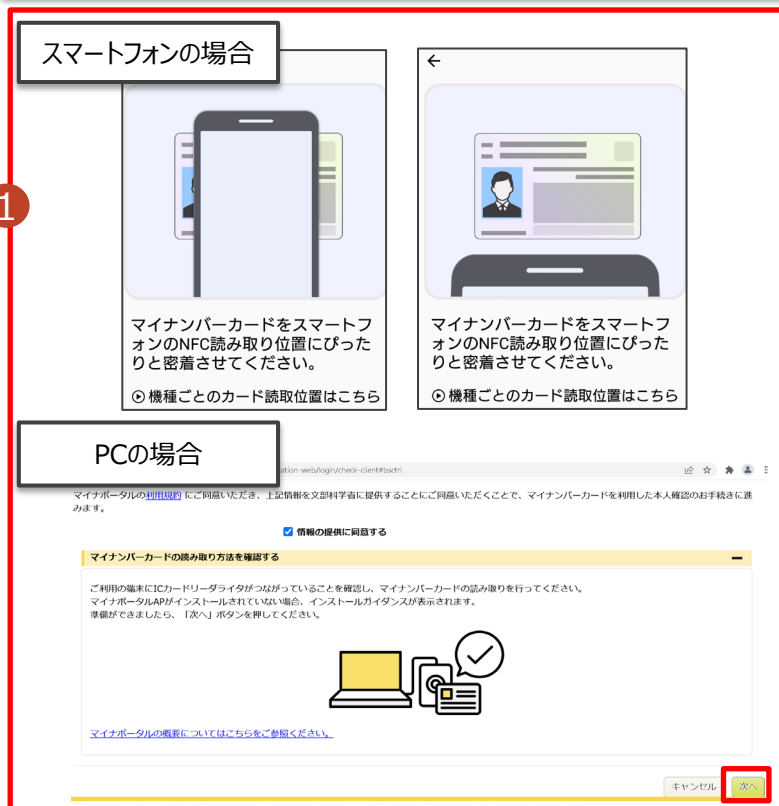 スマートフォンの場合
1
マイナンバーカードをスマートフ
ォンのNFC読み取り位置にぴった
りと密着させてください。
機種ごとのカード読取位置はこちら
マイナンバーカードをスマートフ
ォンのNFC読み取り位置にぴった
りと密着させてください。
機種ごとのカード読取位置はこちら
PCの場合
ation-web/login/check-client#bsctrl
マイナポータルの利用規約 にご同意いただき、上記情報を文部科学省に提供することにご同意いただくことで、マイナンバーカードを利用した本人確認のお手続きに進
みます。
情報の提供に同意する
マイナンバーカードの読み取り方法を確認する
ご利用の端末にICカードリーダライタがつながっていることを確認し、マイナンバーカードの読み取りを行ってください。
マイナポータルAPがインストールされていない場合、インストールガイダンスが表示されます。
準備ができましたら、「次へ」ボタンを押してください。
マイナポータルの概要についてはこちらをご参照ください。
キャンセル
次へ